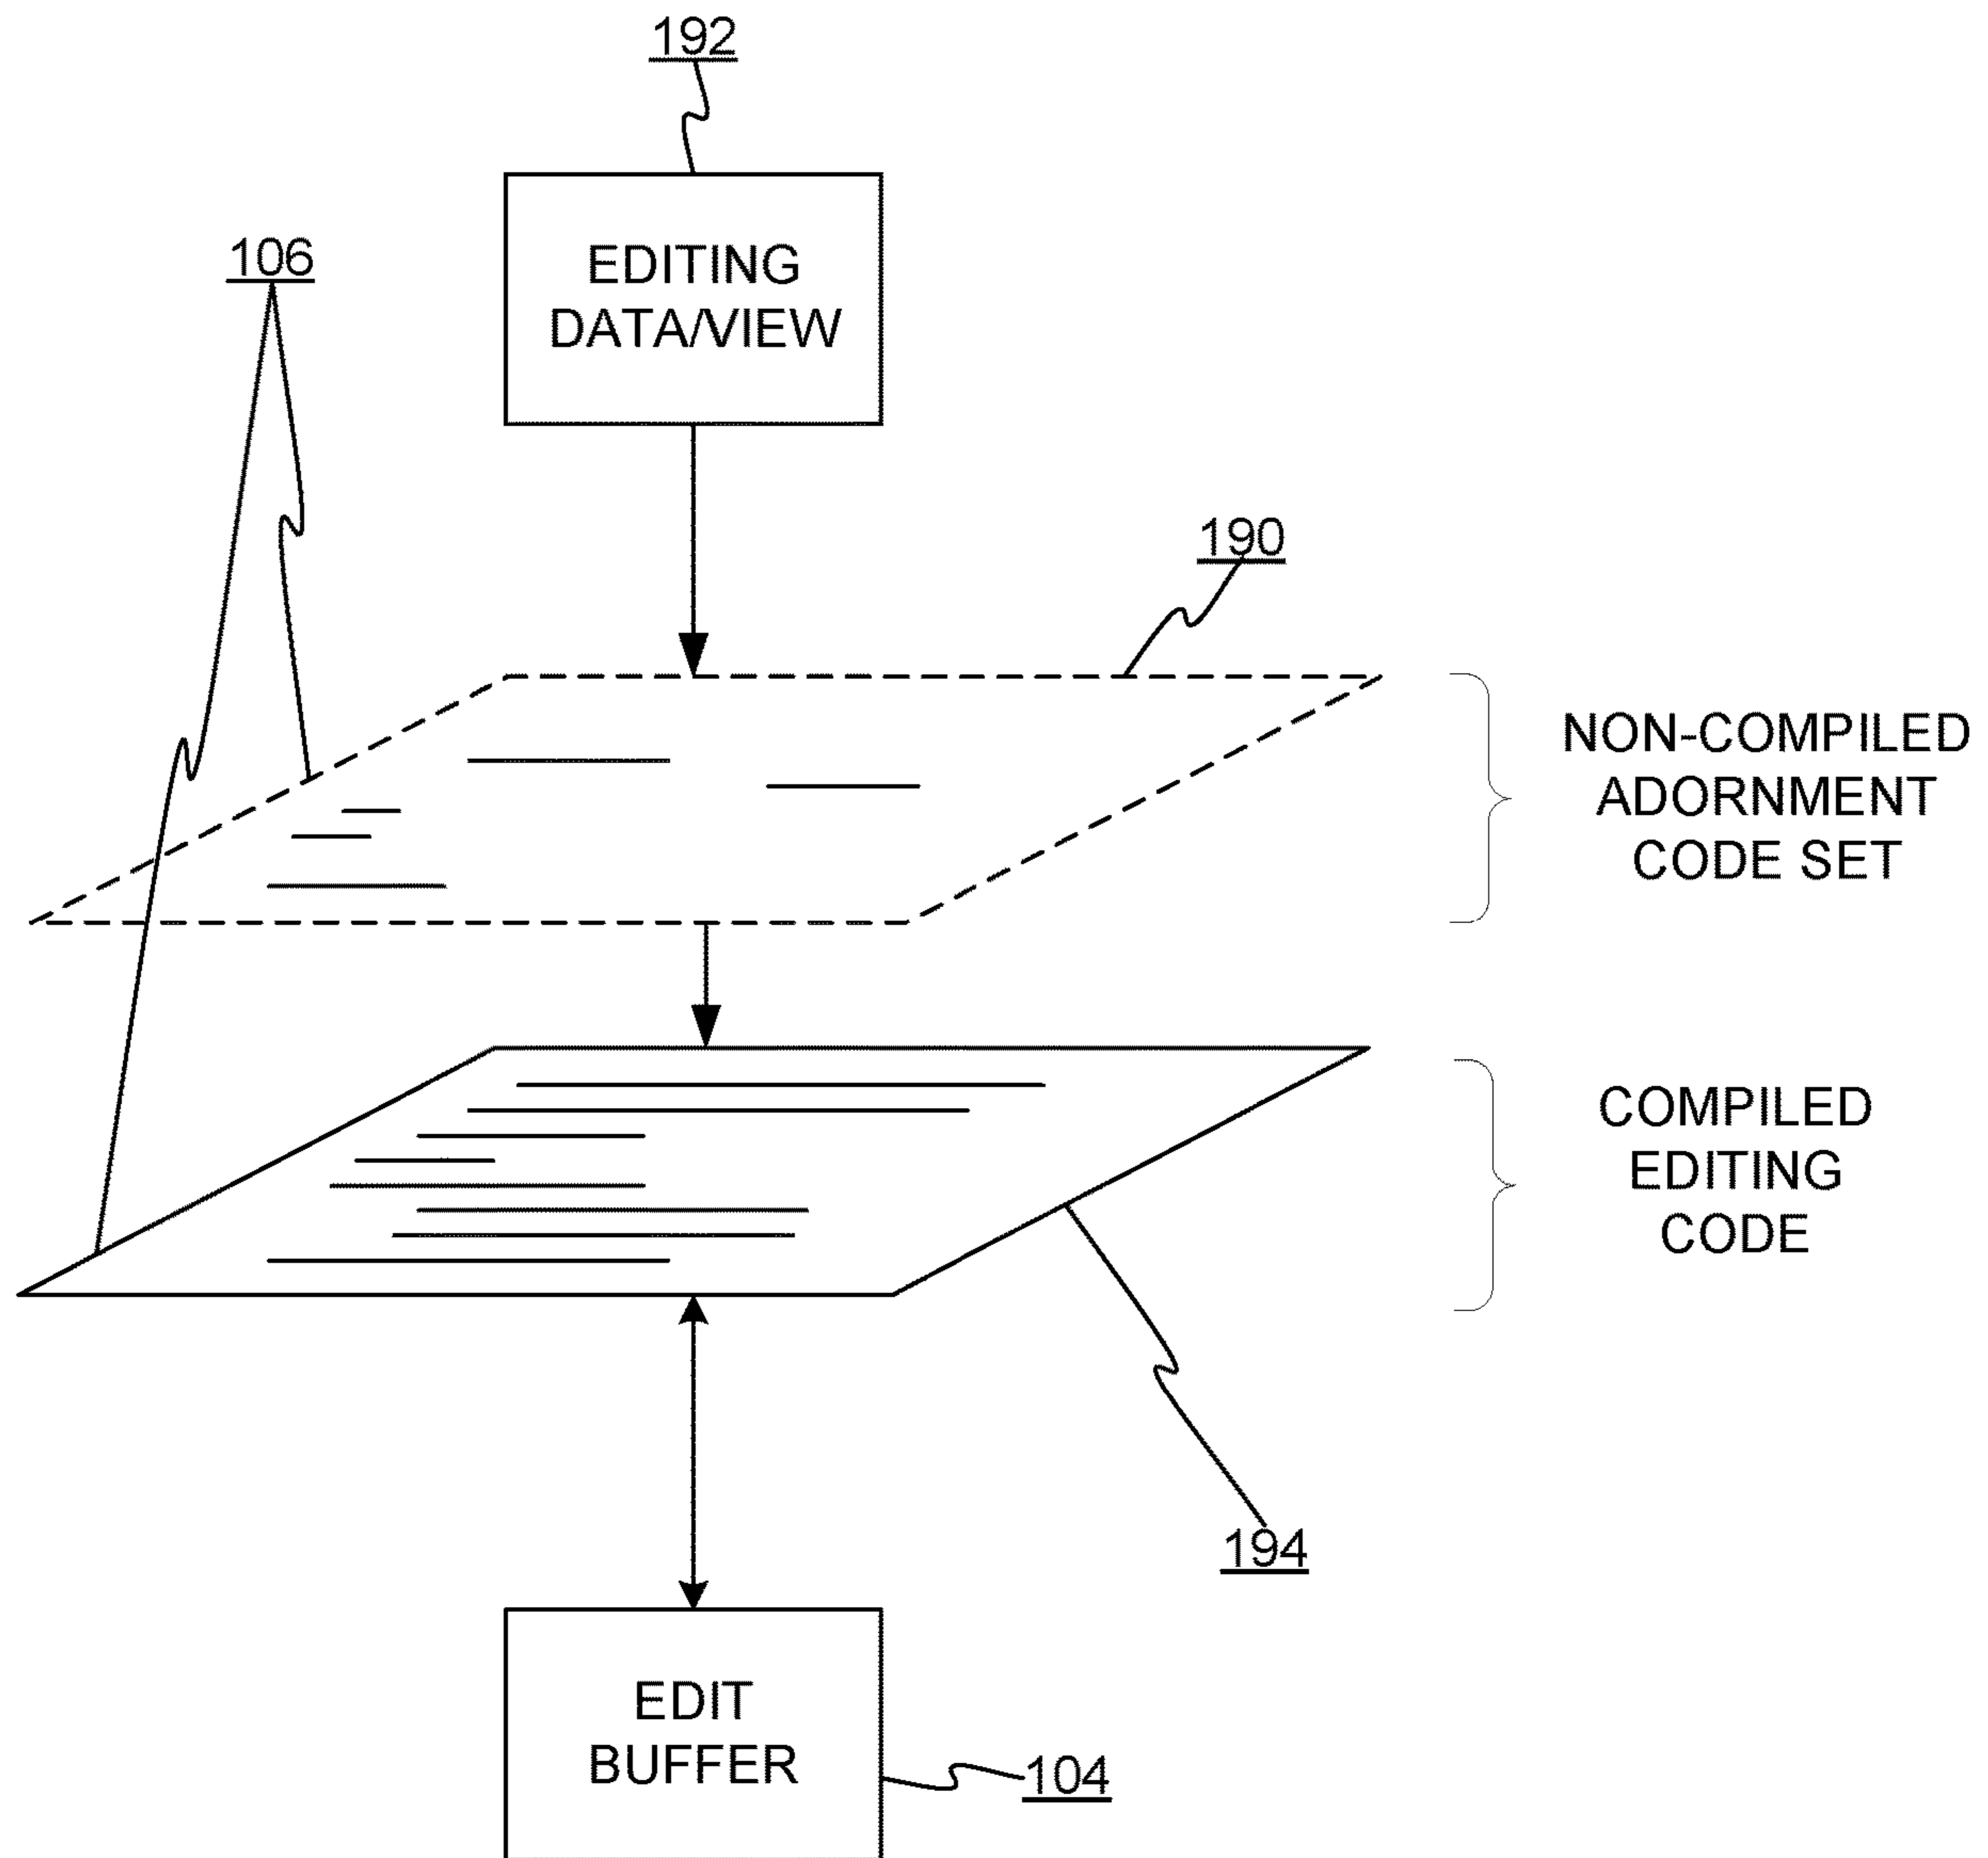 192
EDITING
DATA/VIEW
106
190
NON-COMPILED
ADORNMENT
CODE SET
COMPILED
EDITING
CODE
194
EDIT
BUFFER
104